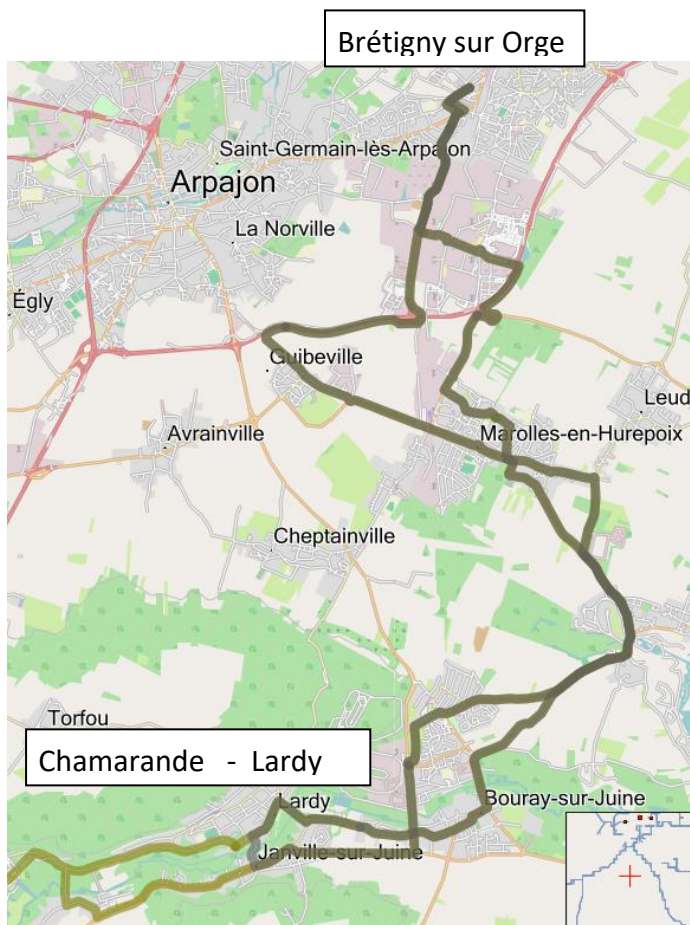 Brétigny sur Orge
Saint-Germain-lès-Arpajon
Arpajon
La Norville
Égly
Guibeville
Leud
Avrainville
Marolles-en-Hurepoix
Cheptainville
Torfou
Chamarande - Lardy
Lardy
Bouray-sur-Juine
Janville-sur-Juine